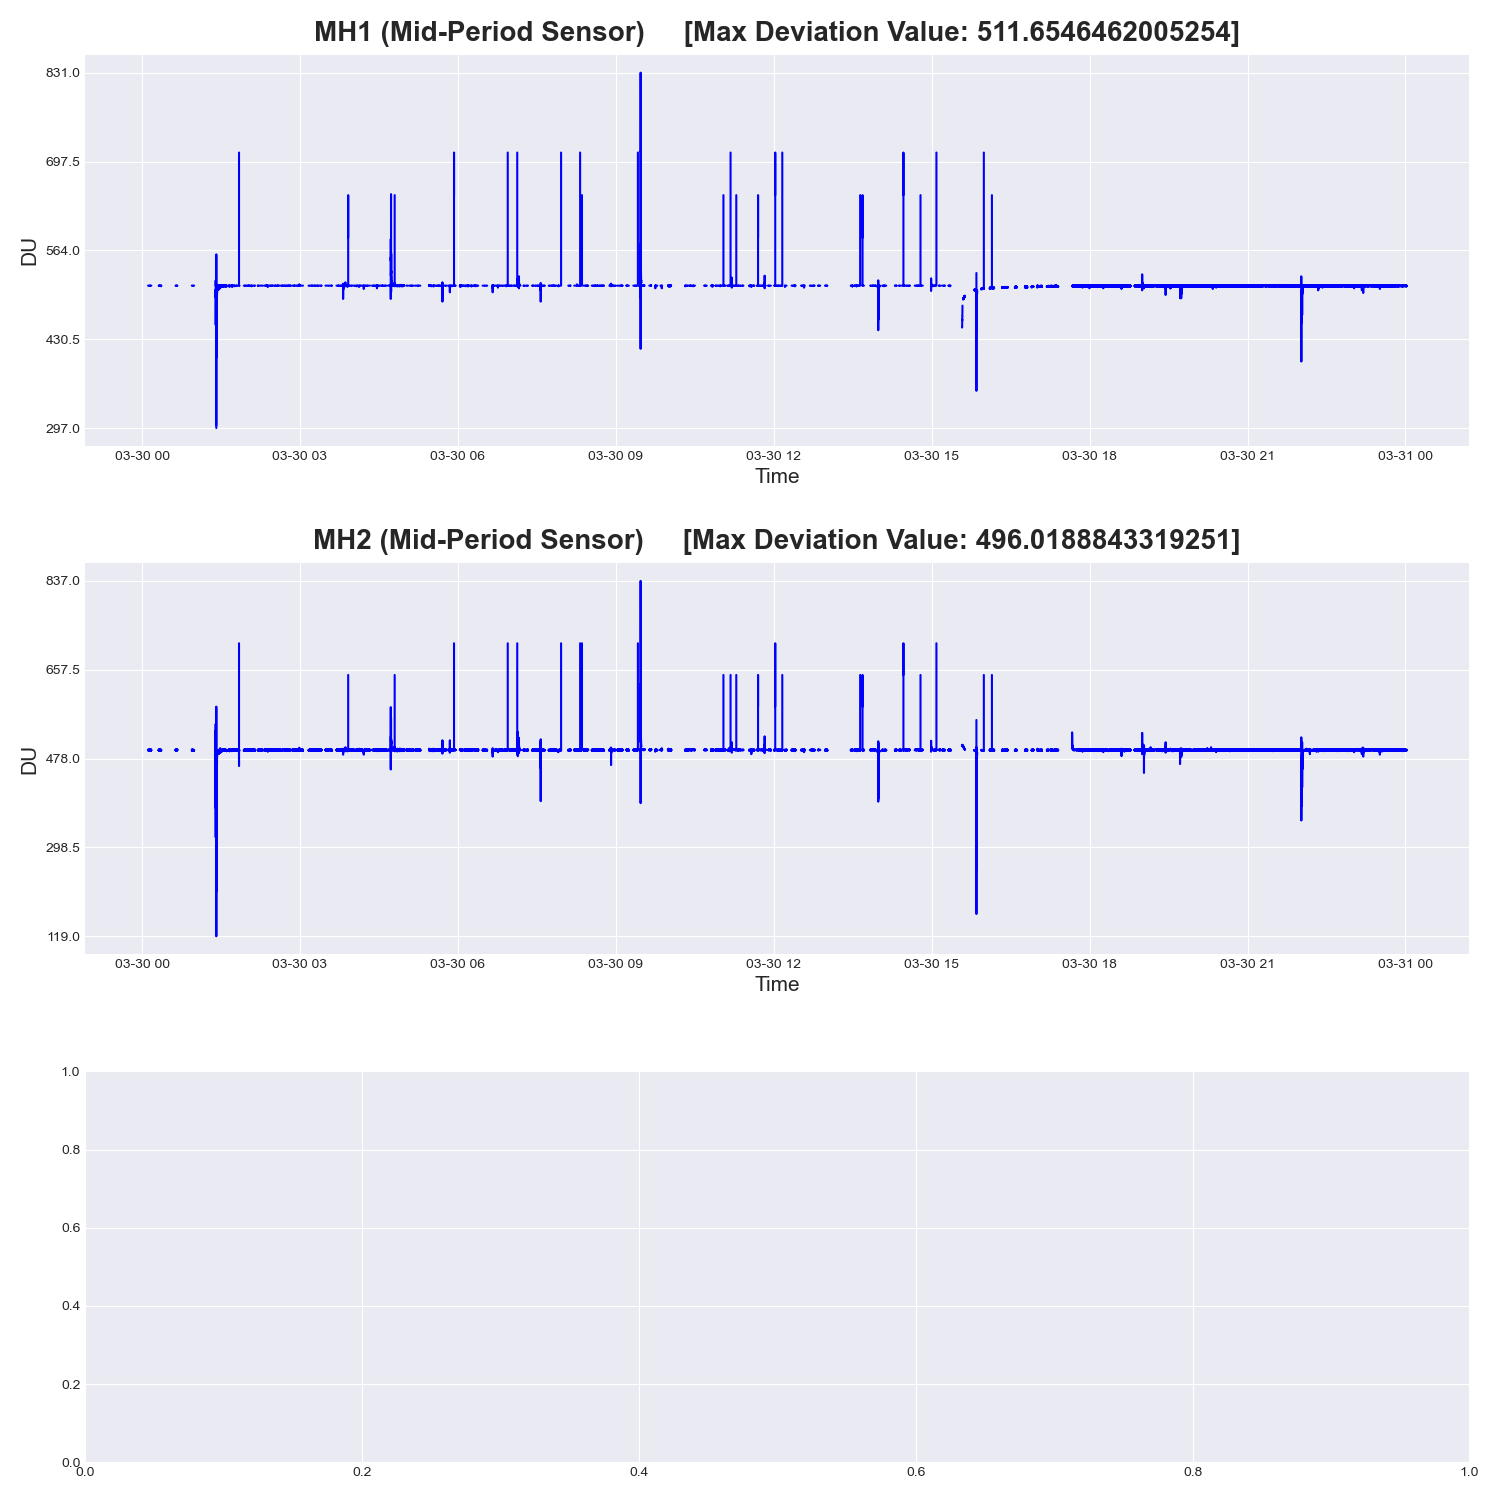 MH1 (Mid-Period Sensor) [Max Deviation Value: 511.6546462005254]
831.0
697.5
564.0
430.5
297.0
DU
03-30 00 03-30 03 03-30 06 03-30 09 03-30 12 03-30 15 03-30 18 03-30 21 03-31 00
Time
MH2 (Mid-Period Sensor) [Max Deviation Value: 496.0188843319251]
837.0
657.5
478.0
298.5
119.0
DU
03-30 00 03-30 03 03-30 06 03-30 09 03-30 12 03-30 15 03-30 18 03-30 21 03-31 00
Time
1.0
0.8
0.6
0.4
0.2
0.0
0.0 0.2 0.4 0.6 0.8 1.0